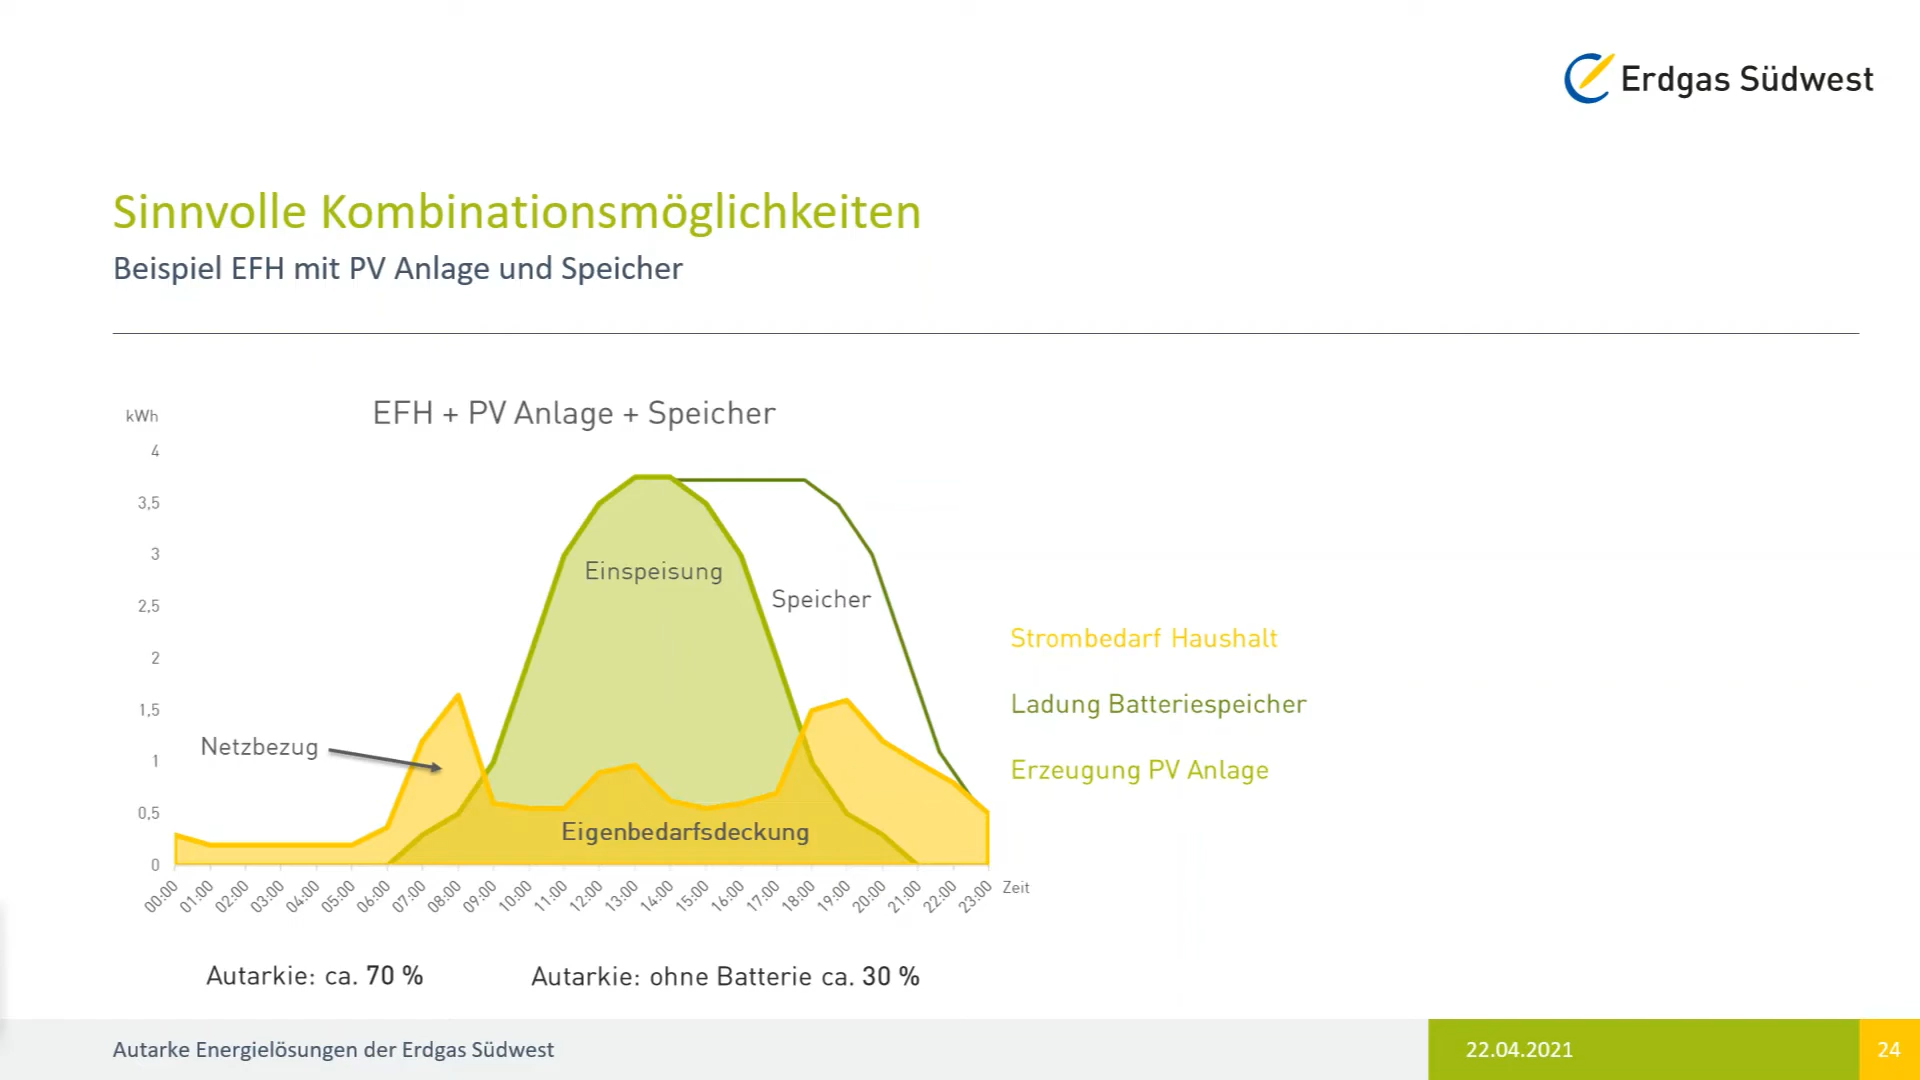 Erdgas Südwest
Sinnvolle Kombinationsmöglichkeiten
Beispiel EFH mit PV Anlage und Speicher
EFH + PV Anlage + Speicher
kWh
4
3,5
3
2,5
2
1,5
1
0,5
0
Einspeisung
Speicher
Netzbezug
Eigenbedarfsdeckung
00:00 01:00 02:00 03:00 04:00 05:00 06:00 07:00 08:00 09:00 10:00 11:00 12:00 13:00 14:00 15:00 16:00 17:00 18:00 19:00 20:00 21:00 22:00 23:00 Zeit
Strombedarf Haushalt
Ladung Batteriespeicher
Erzeugung PV Anlage
Autarkie: ca. 70 %
Autarkie: ohne Batterie ca. 30 %
Autarke Energielösungen der Erdgas Südwest
22.04.2021
24